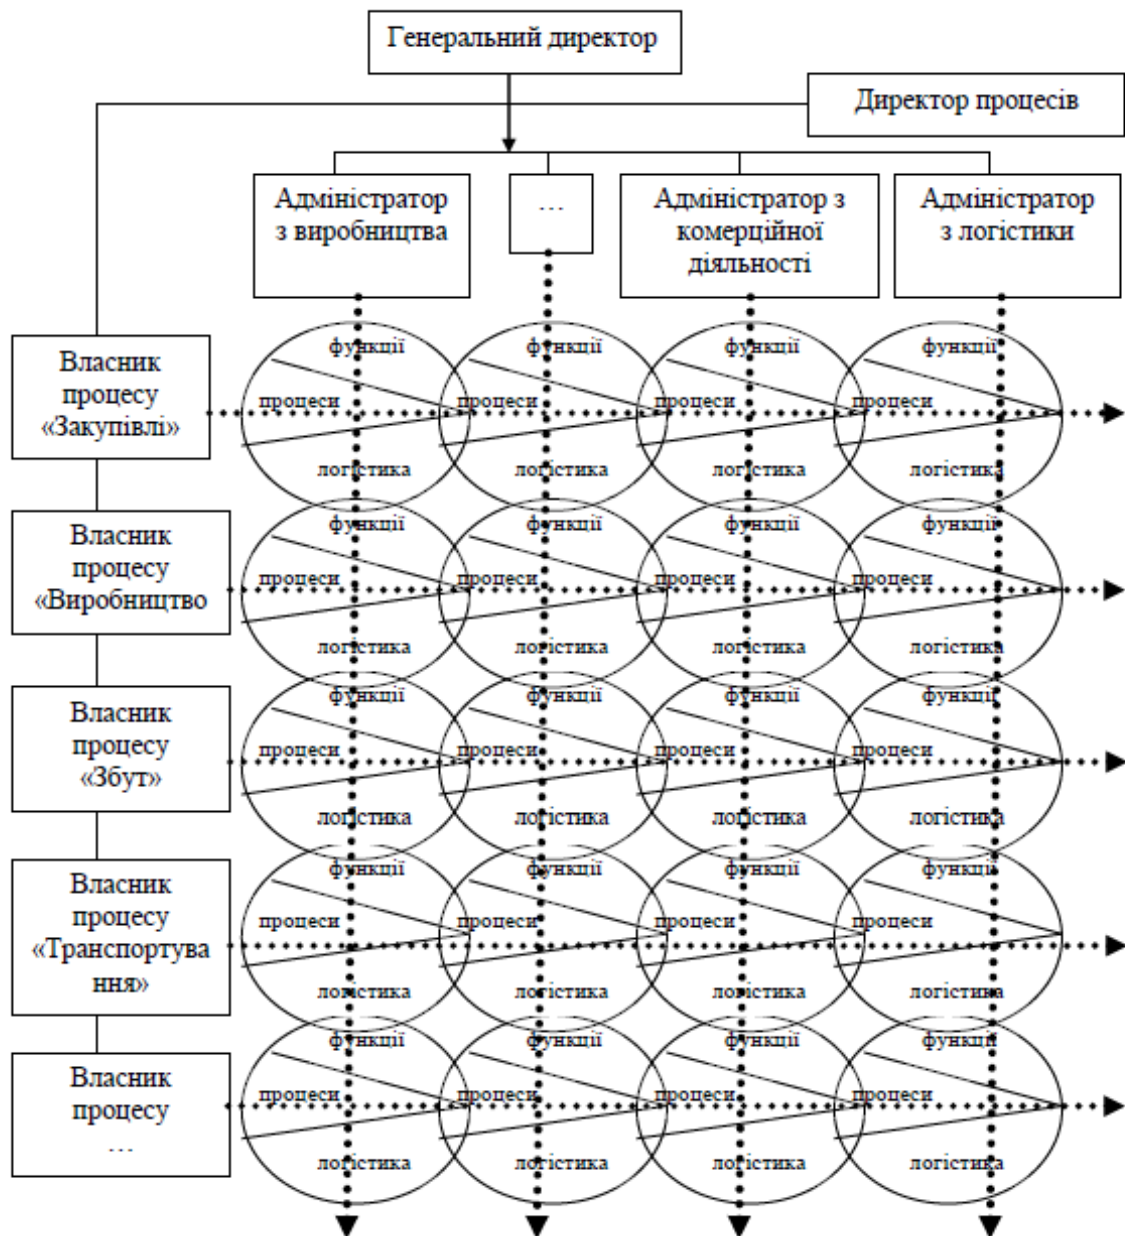 Генеральний директор
Директор процесів
Адміністратор
з виробництва
...
Адміністратор з
комерційної
діяльності
Адміністратор
з логістики
Власник
процесу
«Закупівлі»
функції функції функції функції
процеси процеси процеси процеси
логістика логістика логістика логістика
Власник
процесу
«Виробництво
функції функції функції функції
процеси процеси процеси процеси
логістика логістика логістика логістика
Власник
процесу
«Збут»
функції функції функції функції
процеси процеси процеси процеси
логістика логістика логістика логістика
Власник
процесу
«Транспортува
ння»
функції функції функції функції
процеси процеси процеси процеси
логістика логістика логістика логістика
Власник
процесу
...
функції функції функції функції
процеси процеси процеси процеси
логістика логістика логістика логістика